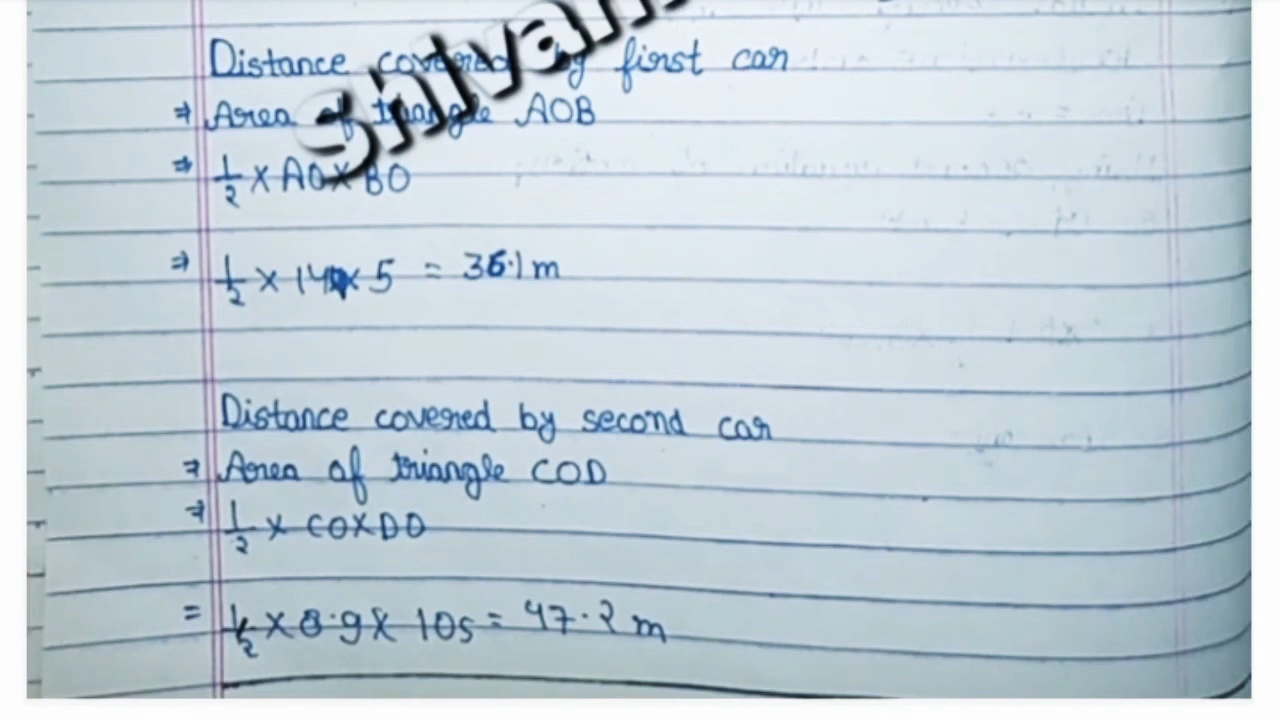 Shivam
Distance covered by first car
⇒ Area of triangle AOB
⇒ 1/2 × AO × BO
⇒ 1/2 × 14 × 5 = 36.1 m
Distance covered by second car
⇒ Area of triangle COD
⇒ 1/2 × CO × DO
= 1/2 × 8.9 × 10s = 47.2 m